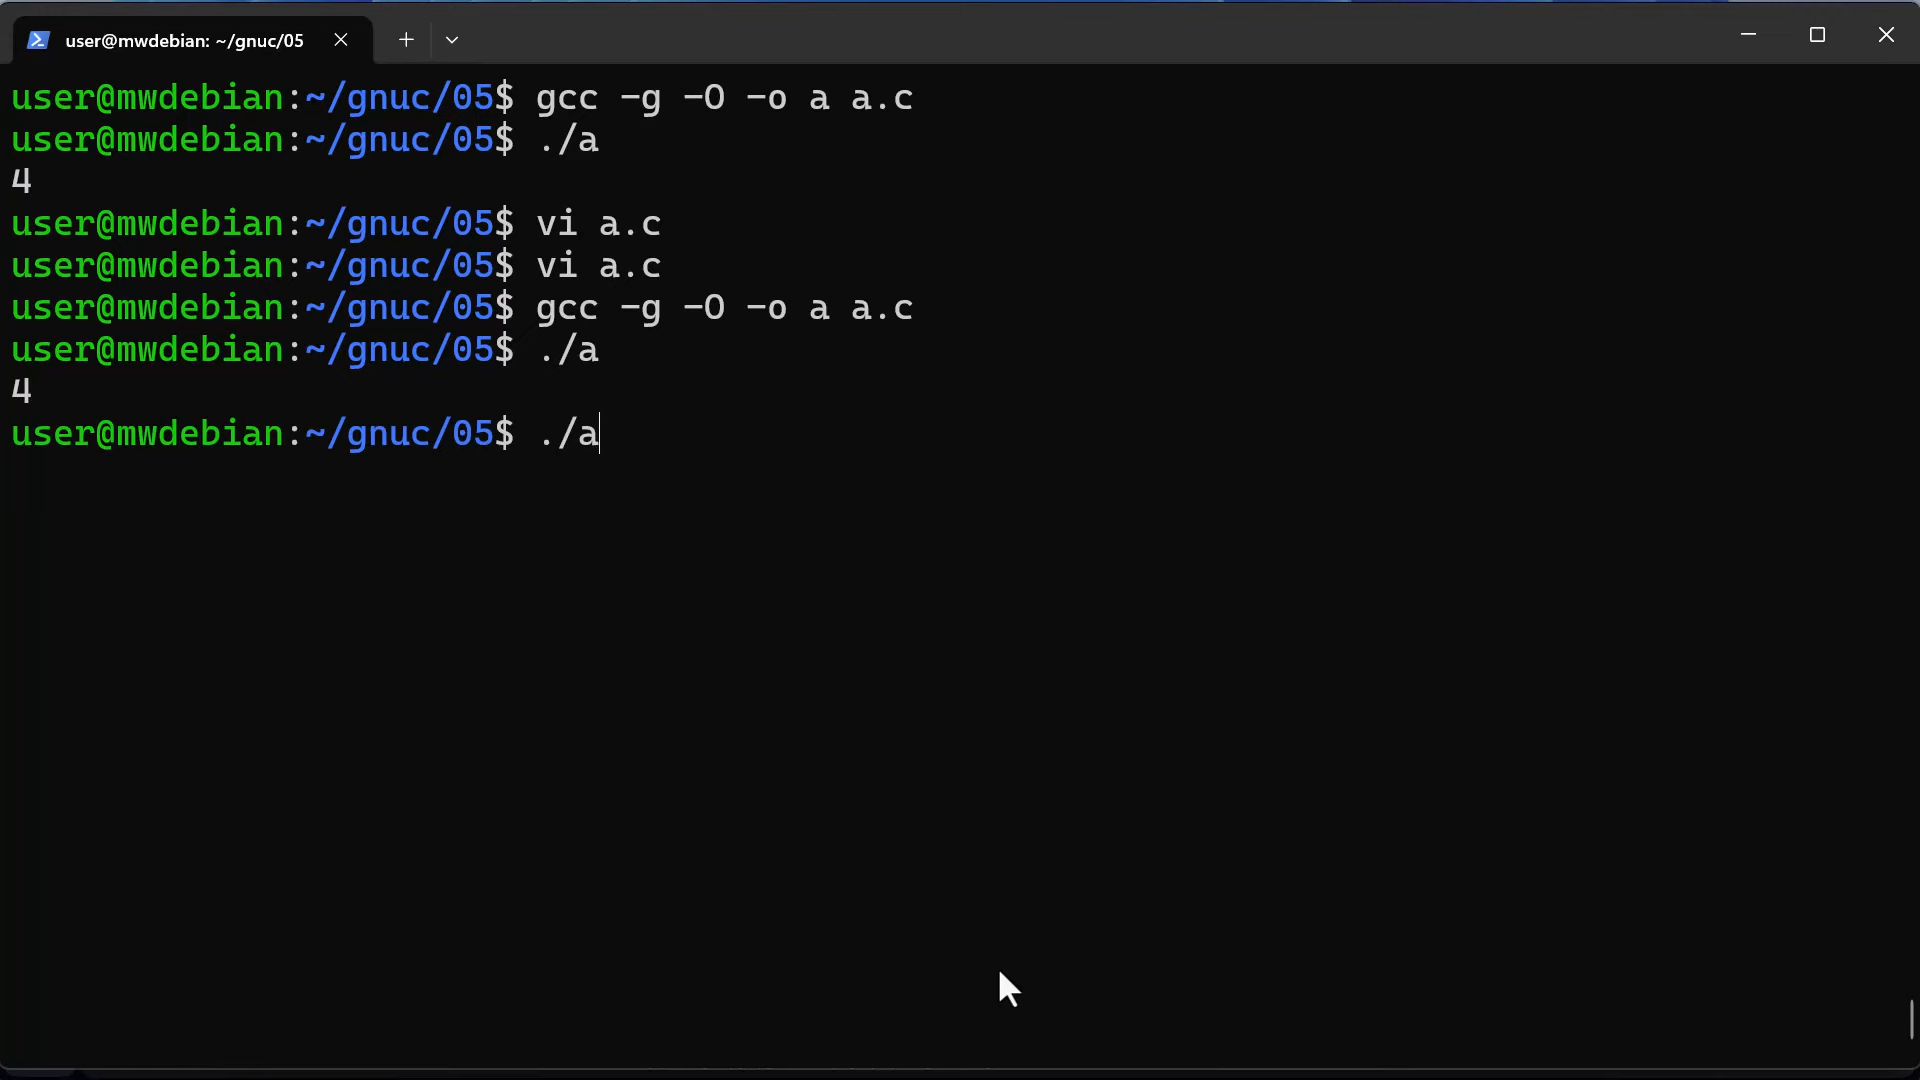 user@mwdebian: ~/gnuc/05
user@mwdebian:~/gnuc/05$ gcc -g -O -o a a.c
user@mwdebian:~/gnuc/05$ ./a
4
user@mwdebian:~/gnuc/05$ vi a.c
user@mwdebian:~/gnuc/05$ vi a.c
user@mwdebian:~/gnuc/05$ gcc -g -O -o a a.c
user@mwdebian:~/gnuc/05$ ./a
4
user@mwdebian:~/gnuc/05$ ./a